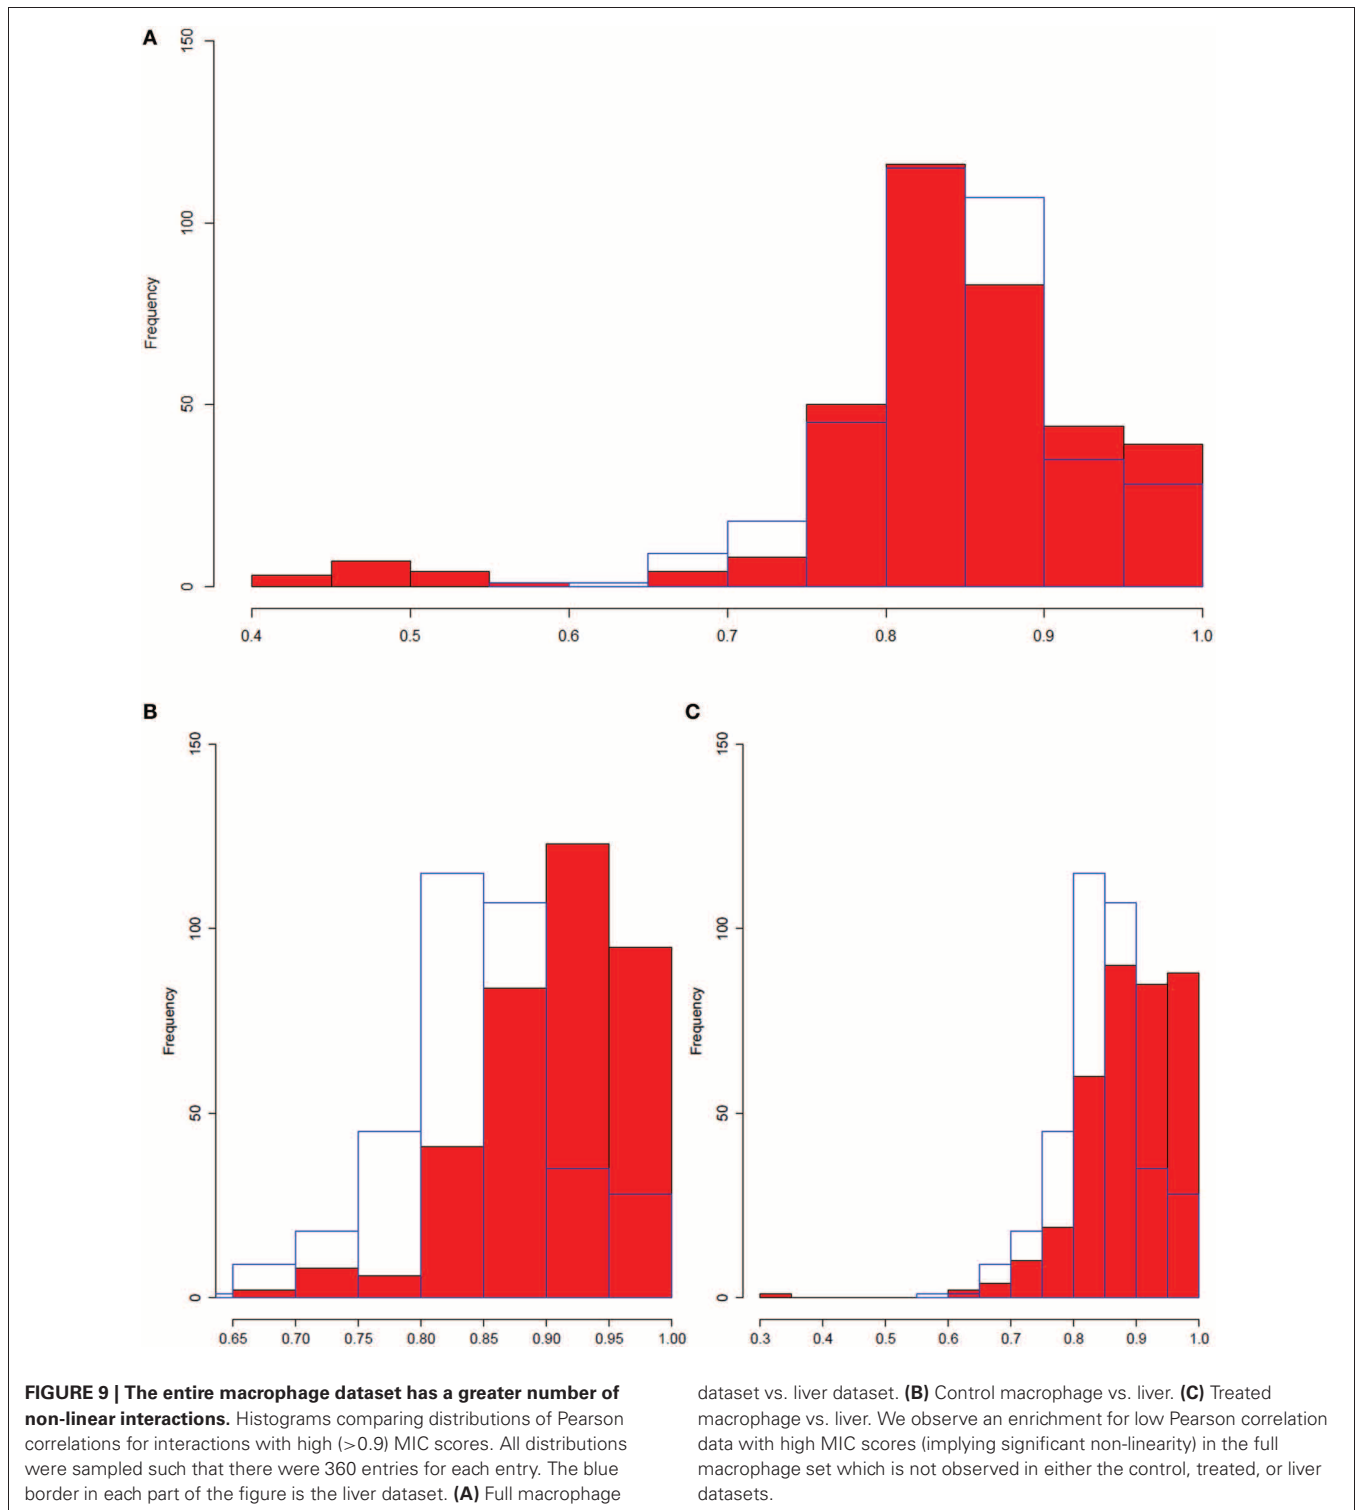 A
150
100
50
0
Frequency
0.4 0.5 0.6 0.7 0.8 0.9 1.0
B
150
100
50
0
Frequency
0.65 0.70 0.75 0.80 0.85 0.90 0.95 1.00
C
150
100
50
0
Frequency
0.3 0.4 0.5 0.6 0.7 0.8 0.9 1.0
FIGURE 9 | The entire macrophage dataset has a greater number of
non-linear interactions. Histograms comparing distributions of Pearson
correlations for interactions with high (>0.9) MIC scores. All distributions
were sampled such that there were 360 entries for each entry. The blue
border in each part of the figure is the liver dataset. (A) Full macrophage
dataset vs. liver dataset. (B) Control macrophage vs. liver. (C) Treated
macrophage vs. liver. We observe an enrichment for low Pearson correlation
data with high MIC scores (implying significant non-linearity) in the full
macrophage set which is not observed in either the control, treated, or liver
datasets.